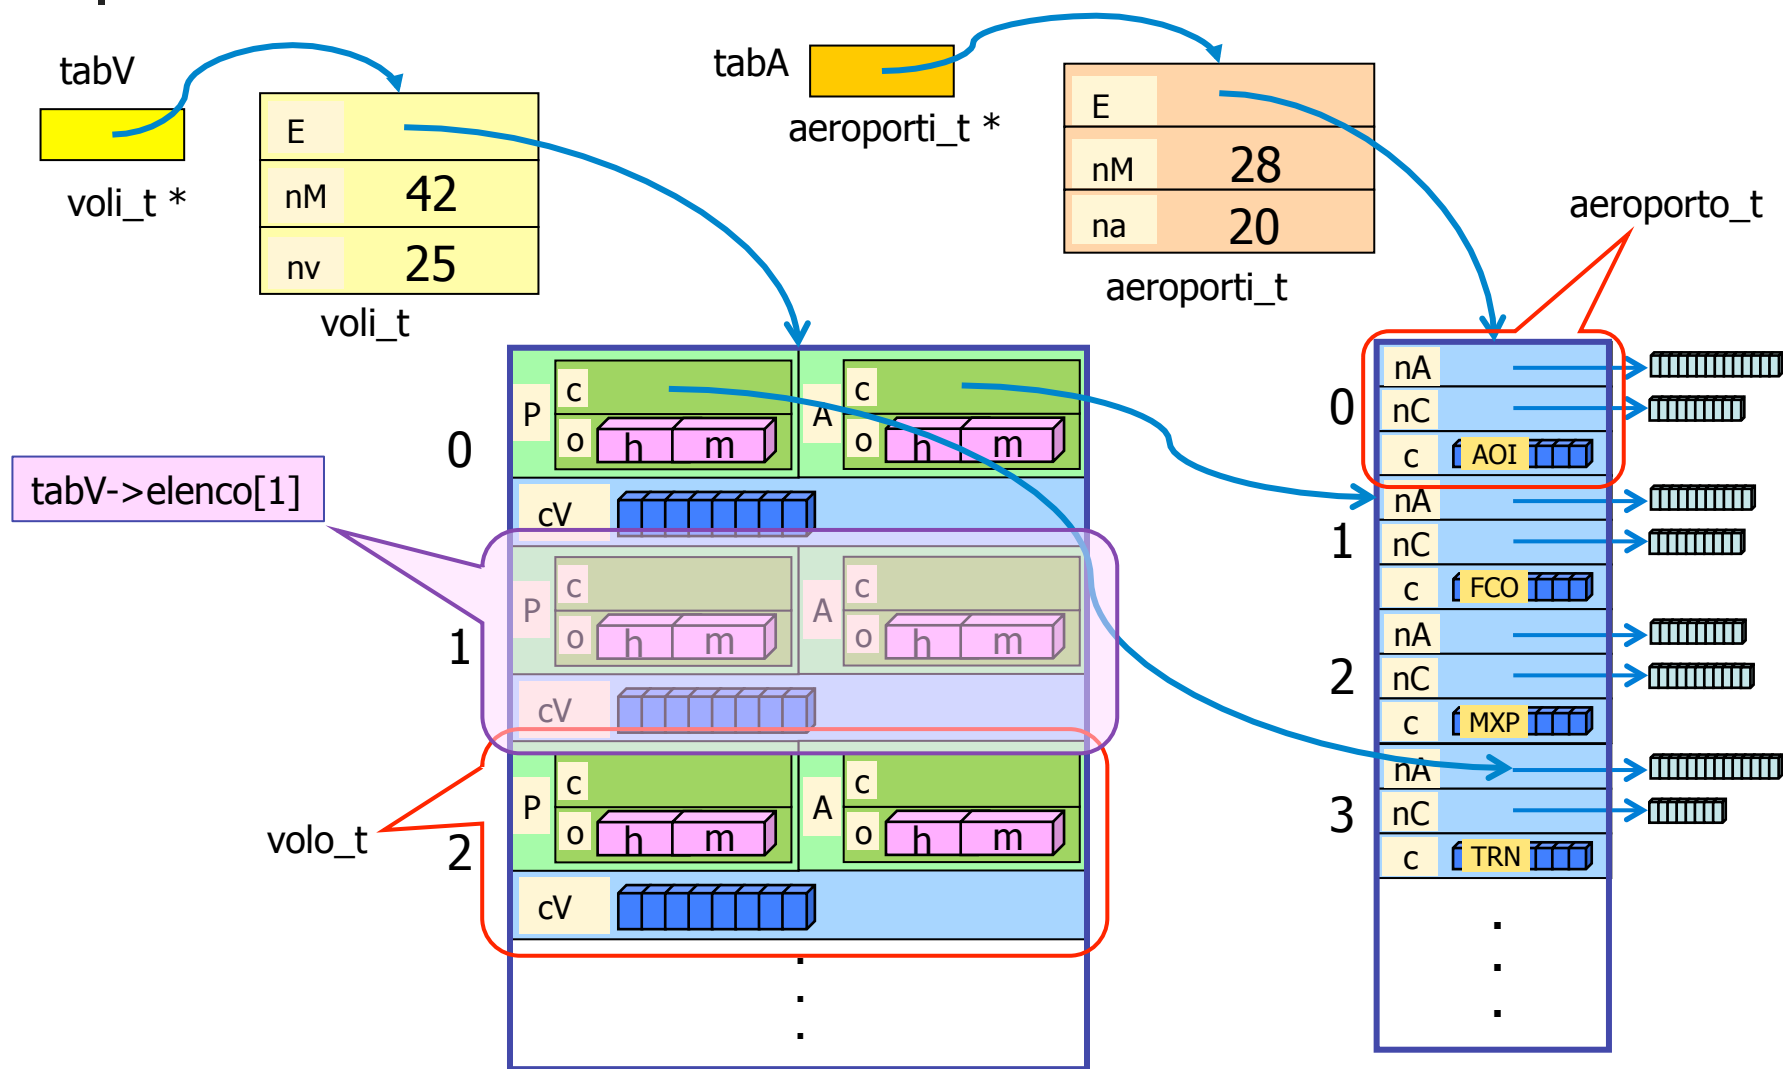 tabV
voli_t *
E
nM 42
nv 25
voli_t
tabA
aeroporti_t *
E
nM 28
na 20
aeroporti_t
aeroporto_t
tabV->elenco[1]
volo_t
0
P c A c
o h m o h m
cV
1
P c A c
o h m o h m
cV
2
P c A c
o h m o h m
cV
.
.
.
0
nA
nC
c AOI
1
nA
nC
c FCO
2
nA
nC
c MXP
3
nA
nC
c TRN
.
.
.